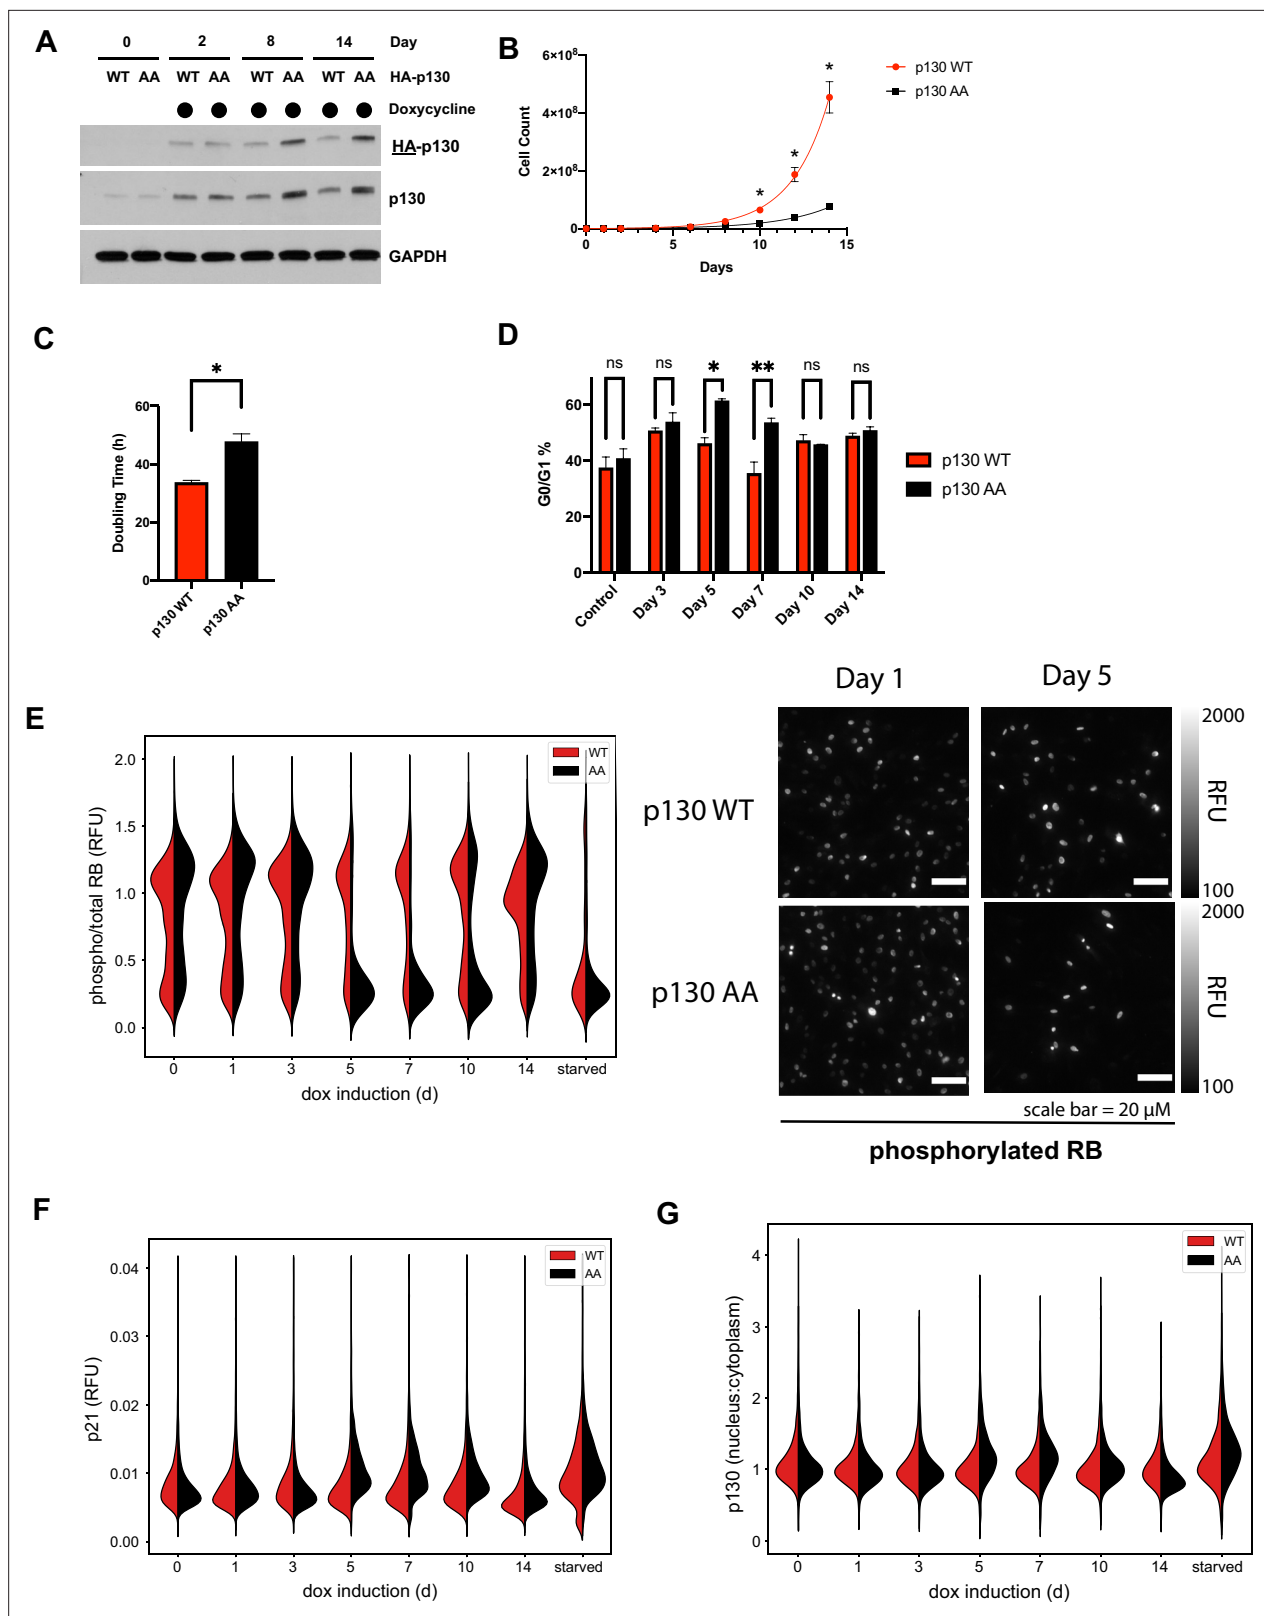 A
0 2 8 14 Day
WT AA WT AA WT AA WT AA HA-p130
Doxycycline
HA-p130
p130
GAPDH
B
6×10⁸
4×10⁸
2×10⁸
0
Cell Count
0 5 10 15
Days
* * *
p130 WT
p130 AA
C
*
60
40
20
0
Doubling Time (h)
p130 WT
p130 AA
D
ns ns * ** ns ns
60
40
20
0
G0/G1 %
Control Day 3 Day 5 Day 7 Day 10 Day 14
p130 WT
p130 AA
E
WT
AA
2.0
1.5
1.0
0.5
0.0
phospho/total RB (RFU)
0 1 3 5 7 10 14 starved
dox induction (d)
Day 1 Day 5
p130 WT
p130 AA
2000
RFU
100
2000
RFU
100
scale bar = 20 µM
phosphorylated RB
F
WT
AA
0.04
0.03
0.02
0.01
0.00
p21 (RFU)
0 1 3 5 7 10 14 starved
dox induction (d)
G
WT
AA
4
3
2
1
0
p130 (nucleus:cytoplasm)
0 1 3 5 7 10 14 starved
dox induction (d)